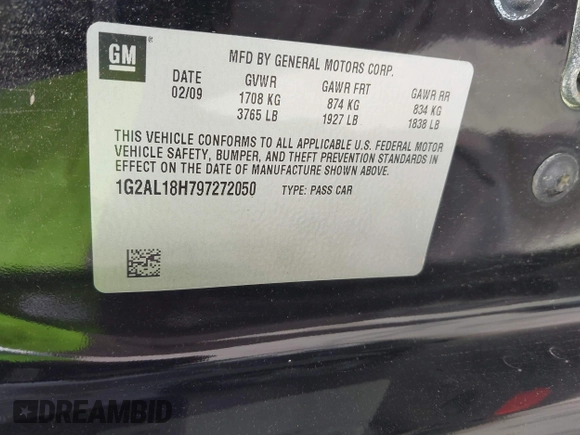 GM
MFD BY GENERAL MOTORS CORP.
DATE GVWR GAWR FRT GAWR RR
02/09 1708 KG 874 KG 834 KG
3765 LB 1927 LB 1838 LB
THIS VEHICLE CONFORMS TO ALL APPLICABLE U.S. FEDERAL MOTOR
VEHICLE SAFETY, BUMPER, AND THEFT PREVENTION STANDARDS IN
EFFECT ON THE DATE OF MANUFACTURE SHOWN ABOVE.
1G2AL18H797272050 TYPE: PASS CAR
DREAMBID